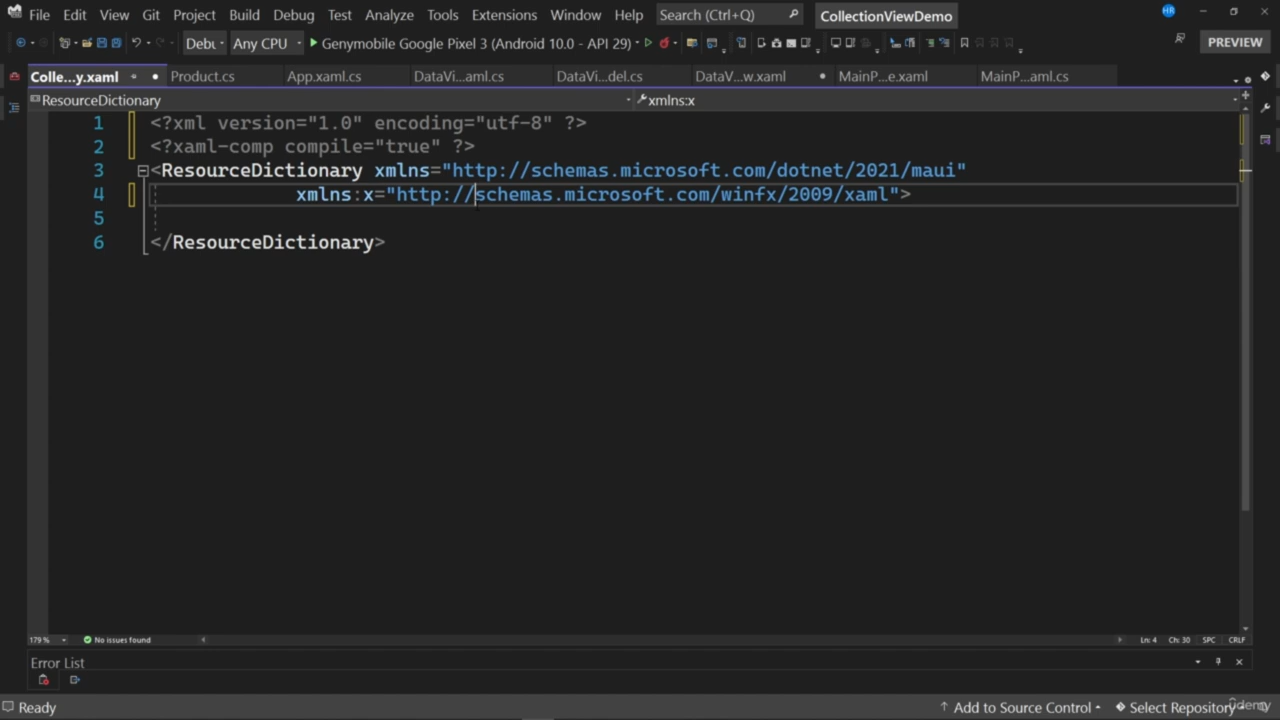 File Edit View Git Project Build Debug Test Analyze Tools Extensions Window Help Search (Ctrl+Q) CollectionViewDemo HR
Debu Any CPU Genymobile Google Pixel 3 (Android 10.0 - API 29) PREVIEW
Colle...y.xaml Product.cs App.xaml.cs DataVi...aml.cs DataVi...del.cs DataV...w.xaml MainP...e.xaml MainP...aml.cs
ResourceDictionary xmlns:x
1 <?xml version="1.0" encoding="utf-8" ?>
2 <?xaml-comp compile="true" ?>
3 <ResourceDictionary xmlns="http://schemas.microsoft.com/dotnet/2021/maui"
4 xmlns:x="http://schemas.microsoft.com/winfx/2009/xaml">
5
6 </ResourceDictionary>
179 % No issues found Ln: 4 Ch: 30 SPC CRLF
Error List
Ready Add to Source Control Select Repository
Udemy